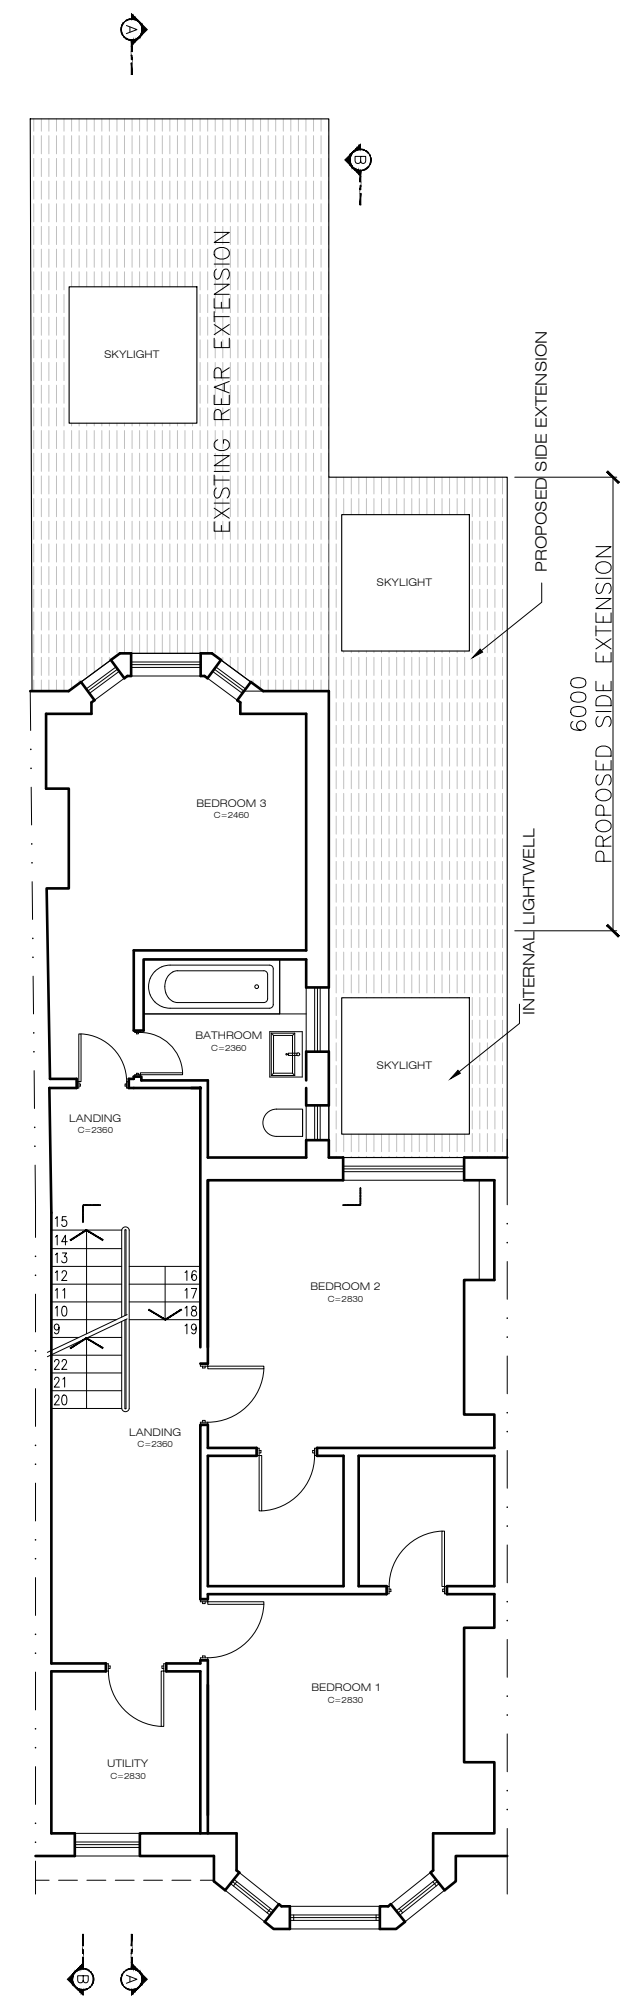 A
B
SKYLIGHT
EXISTING REAR EXTENSION
PROPOSED SIDE EXTENSION
SKYLIGHT
6000
PROPOSED SIDE EXTENSION
BEDROOM 3
C=2460
INTERNAL LIGHTWELL
BATHROOM
C=2360
SKYLIGHT
LANDING
C=2360
15
14
13
12
11
10
9
22
21
20
16
17
18
19
BEDROOM 2
C=2830
LANDING
C=2360
BEDROOM 1
C=2830
UTILITY
C=2830
B
A